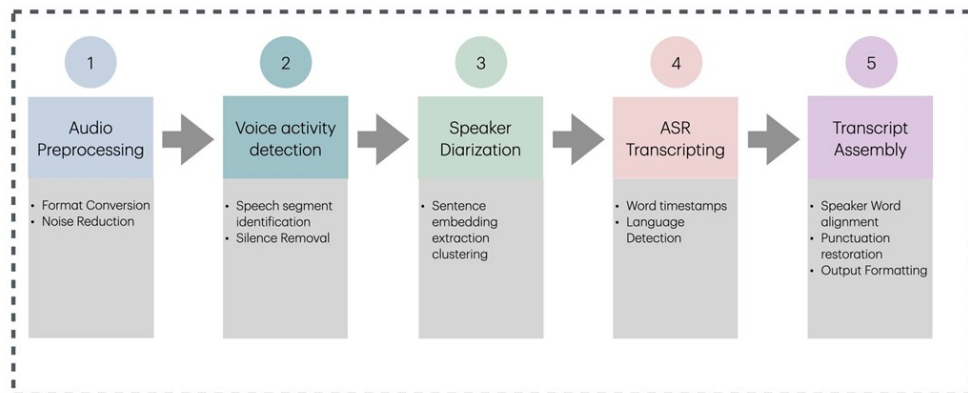 1
Audio
Preprocessing
• Format Conversion
• Noise Reduction
2
Voice activity
detection
• Speech segment
identification
• Silence Removal
3
Speaker
Diarization
• Sentence
embedding
extraction
clustering
4
ASR
Transcripting
• Word timestamps
• Language
Detection
5
Transcript
Assembly
• Speaker Word
alignment
• Punctuation
restoration
• Output Formatting